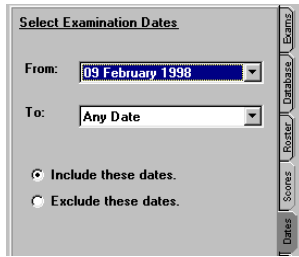 Select Examination Dates
From: 09 February 1998
To: Any Date
Include these dates.
Exclude these dates.
Exams
Database
Roster
Scores
Dates